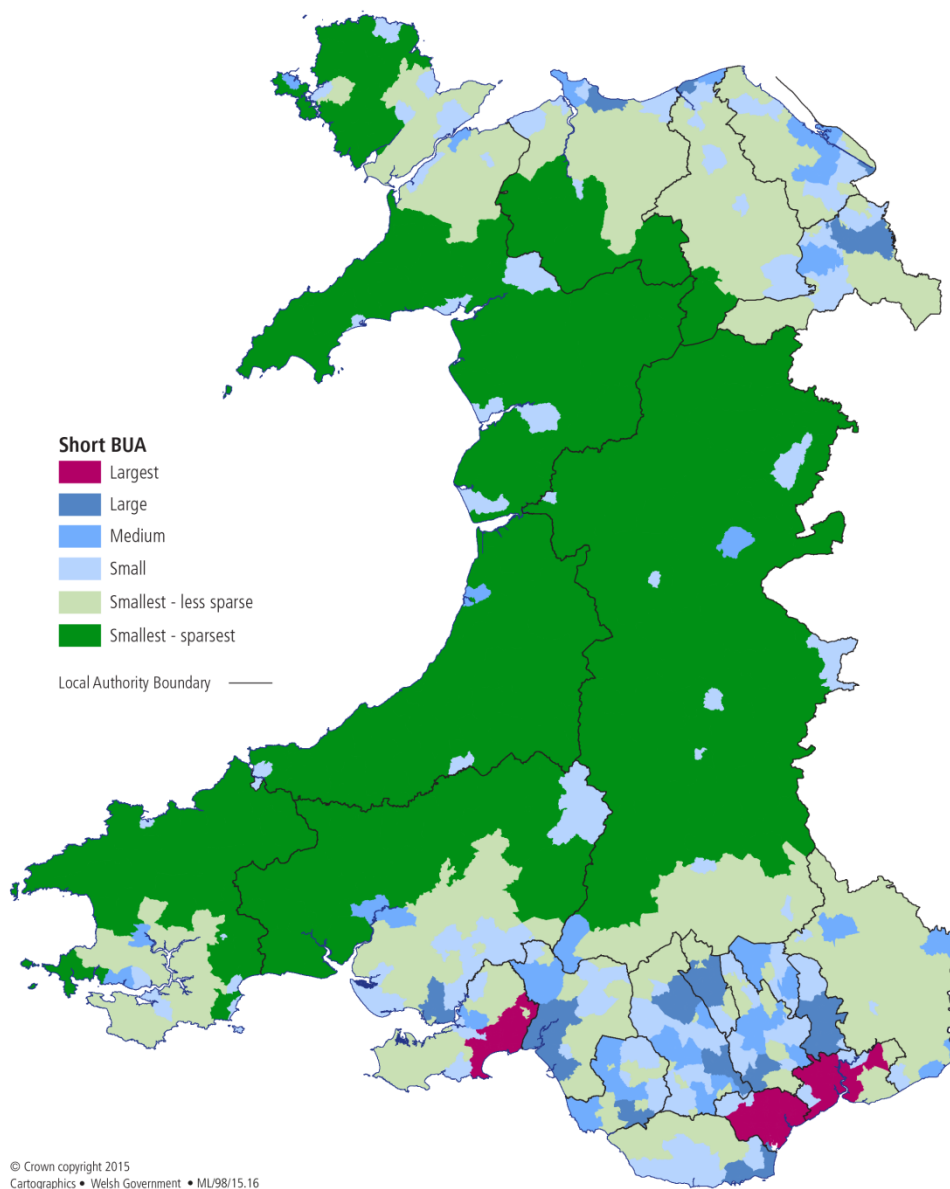 Short BUA
Largest
Large
Medium
Small
Smallest - less sparse
Smallest - sparsest
Local Authority Boundary
© Crown copyright 2015
Cartographics • Welsh Government • ML/98/15.16